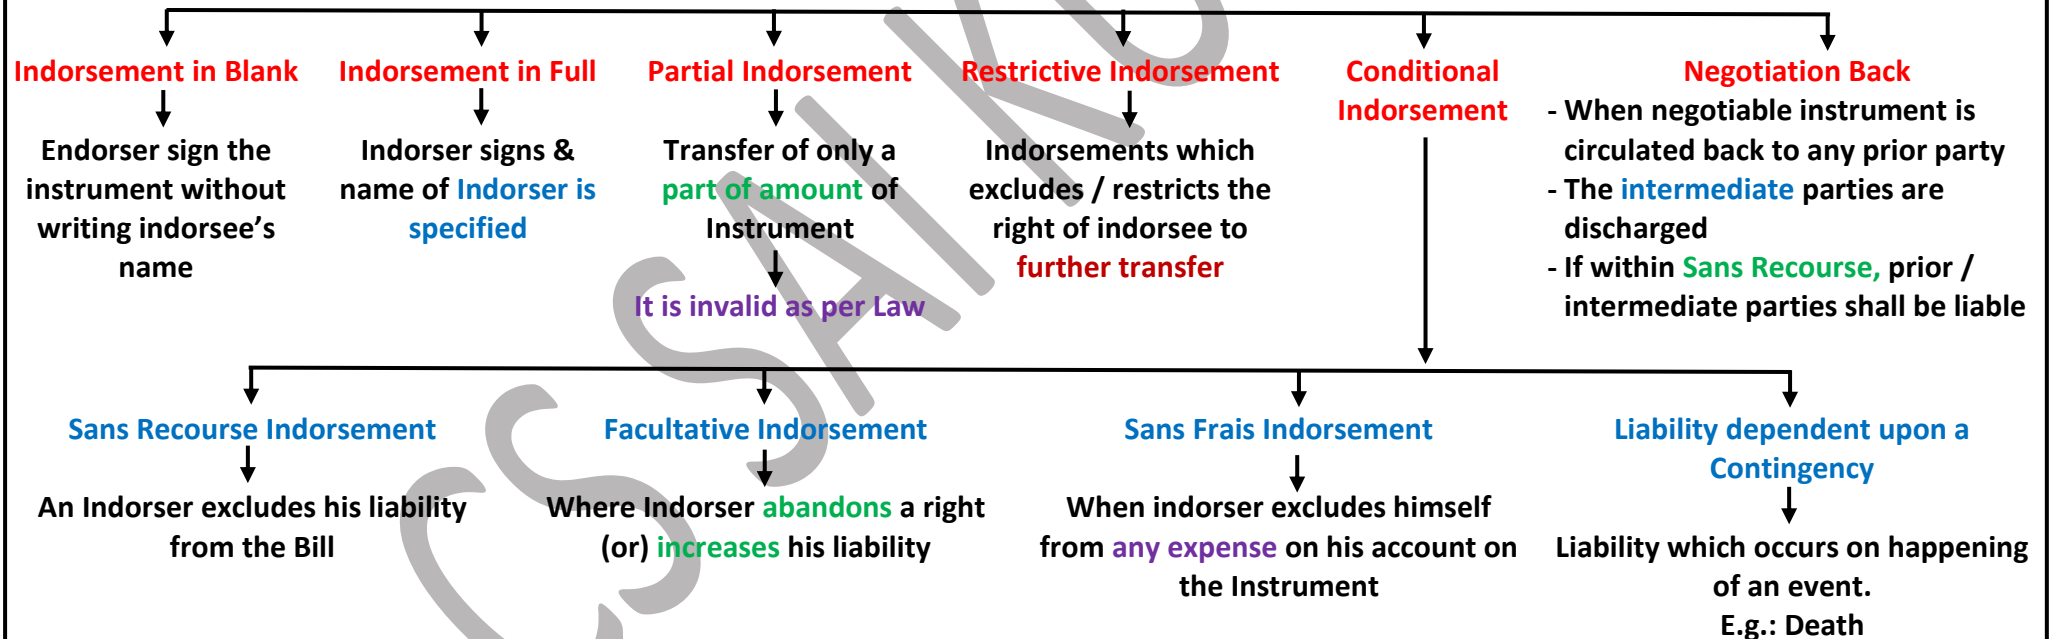 Indorsement in Blank
Endorser sign the
instrument without
writing indorsee's
name
Indorsement in Full
Indorser signs &
name of Indorser is
specified
Partial Indorsement
Transfer of only a
part of amount of
Instrument
It is invalid as per Law
Restrictive Indorsement
Indorsements which
excludes / restricts the
right of indorsee to
further transfer
Conditional
Indorsement
Negotiation Back
- When negotiable instrument is
circulated back to any prior party
- The intermediate parties are
discharged
- If within Sans Recourse, prior /
intermediate parties shall be liable
Sans Recourse Indorsement
An Indorser excludes his liability
from the Bill
Facultative Indorsement
Where Indorser abandons a right
(or) increases his liability
Sans Frais Indorsement
When indorser excludes himself
from any expense on his account on
the Instrument
Liability dependent upon a
Contingency
Liability which occurs on happening
of an event.
E.g.: Death
CS SAI